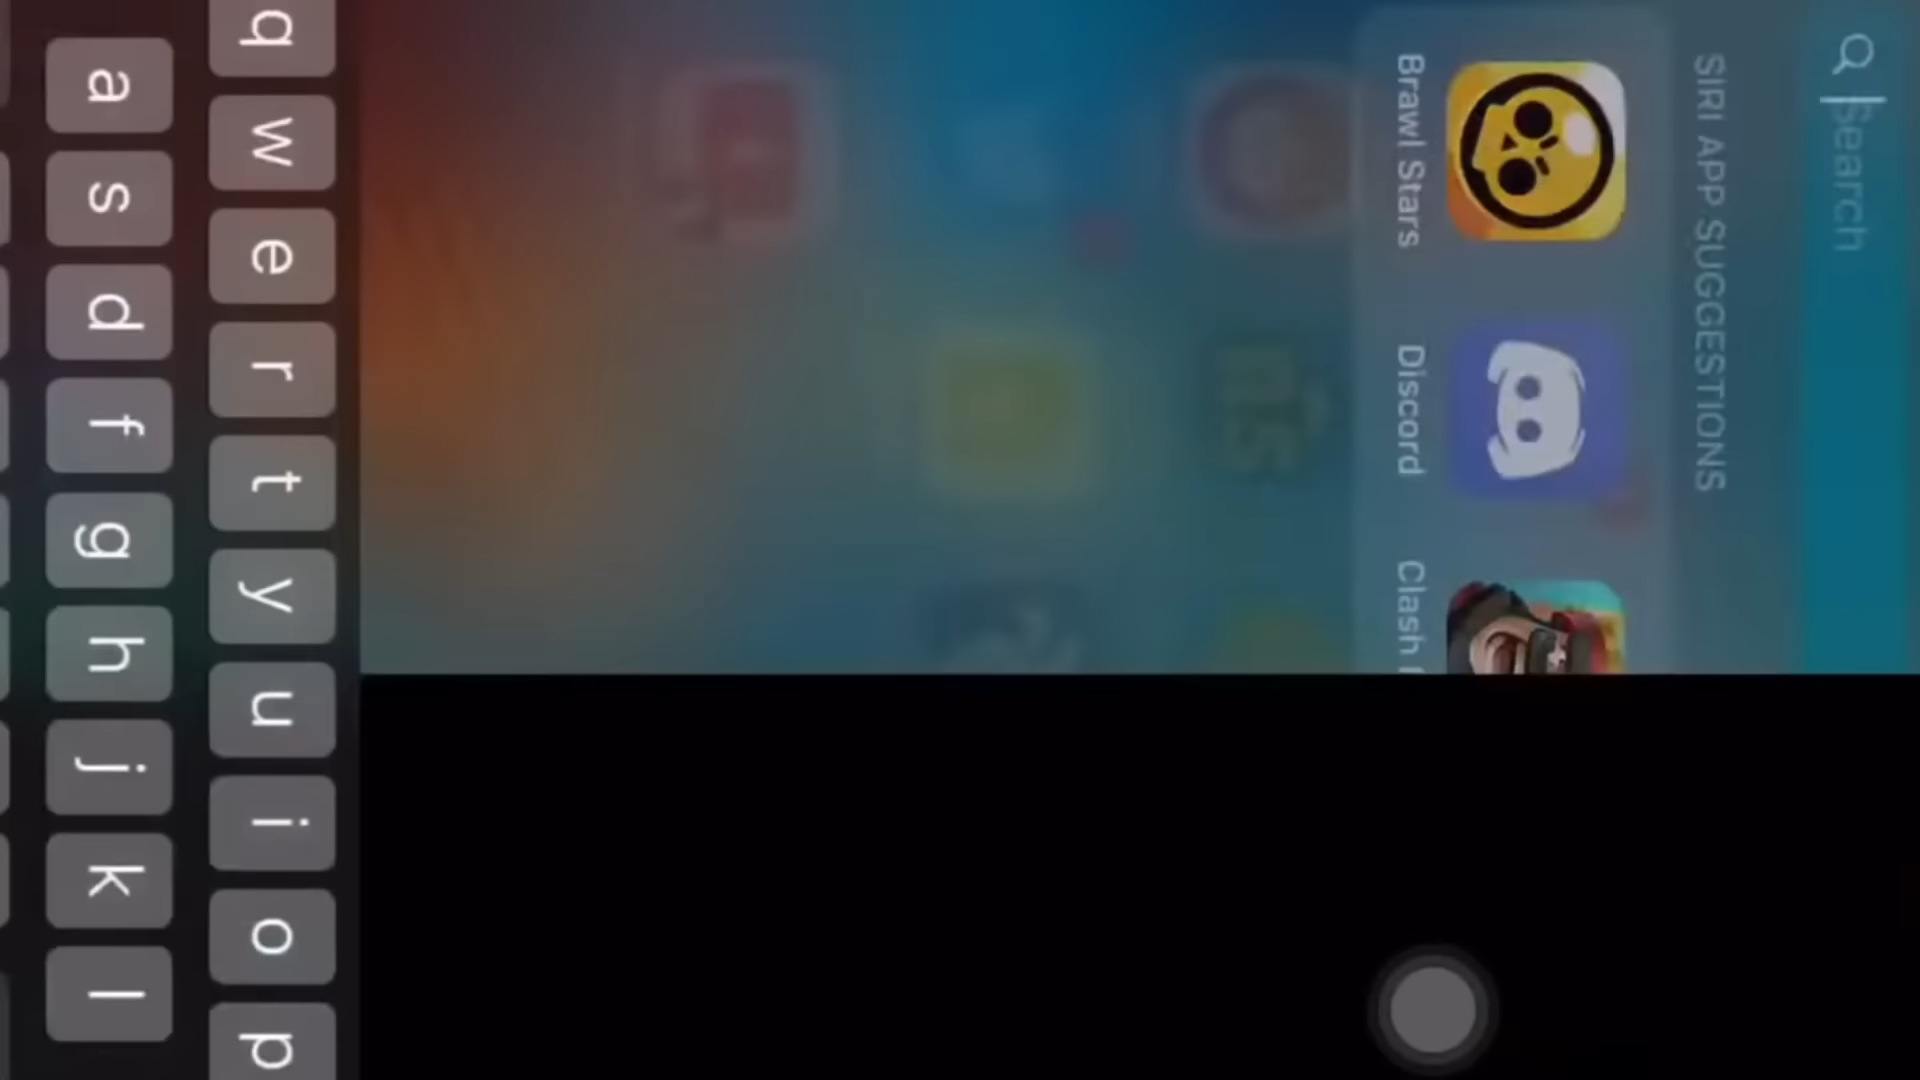 Search
SIRI APP SUGGESTIONS
Brawl Stars
Discord
Clash
q w e r t y u i o p
a s d f g h j k l